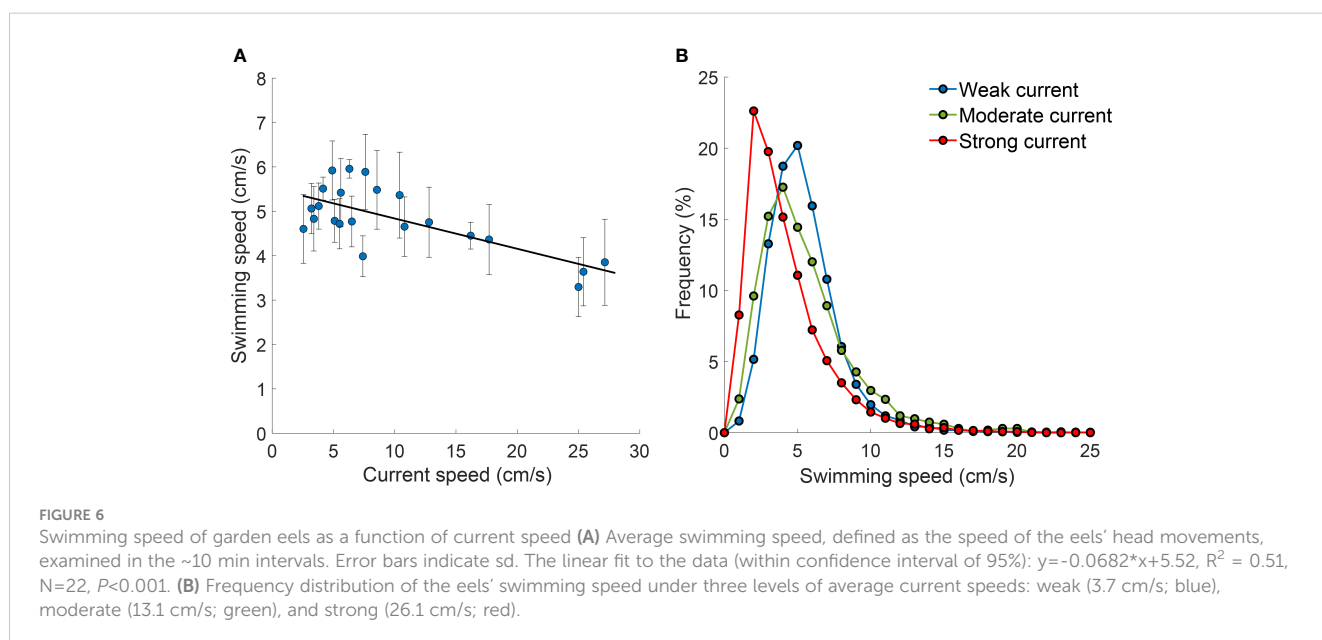 A
B
8
7
6
5
4
3
2
1
0
0 5 10 15 20 25 30
Swimming speed (cm/s)
Current speed (cm/s)
25
20
15
10
5
0
0 5 10 15 20 25
Frequency (%)
Swimming speed (cm/s)
Weak current
Moderate current
Strong current
FIGURE 6
Swimming speed of garden eels as a function of current speed (A) Average swimming speed, defined as the speed of the eels’ head movements,
examined in the ~10 min intervals. Error bars indicate sd. The linear fit to the data (within confidence interval of 95%): y=-0.0682*x+5.52, R² = 0.51,
N=22, P<0.001. (B) Frequency distribution of the eels’ swimming speed under three levels of average current speeds: weak (3.7 cm/s; blue),
moderate (13.1 cm/s; green), and strong (26.1 cm/s; red).